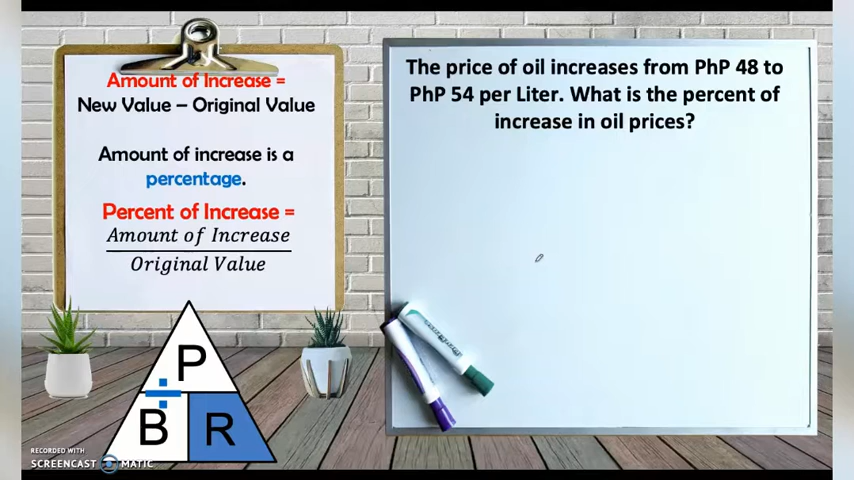 Amount of Increase =
New Value – Original Value
Amount of increase is a
percentage.
Percent of Increase =
Amount of Increase
Original Value
P
÷
B R
The price of oil increases from PhP 48 to
PhP 54 per Liter. What is the percent of
increase in oil prices?
RECORDED WITH
SCREENCAST MATIC